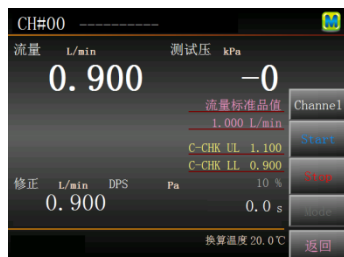 CH#00 ----------
M
流量 L/min 测试压 kPa
0.900 -0
流量标准品值
1.000 L/min
Channel
C-CHK UL 1.100
Start
C-CHK LL 0.900
Stop
修正 L/min DPS Pa 10 %
0.900 0.0 s
Mode
换算温度20.0℃
返回